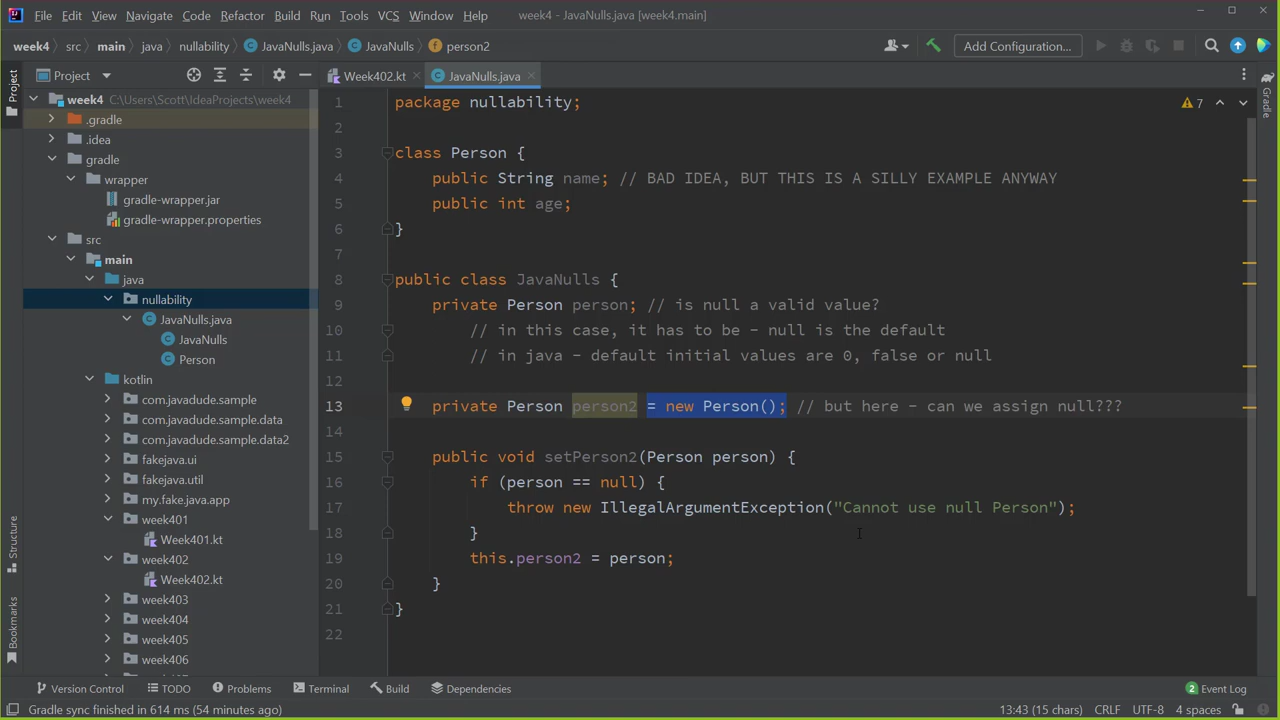 File Edit View Navigate Code Refactor Build Run Tools VCS Window Help week4 - JavaNulls.java [week4.main]
week4 src main java nullability JavaNulls.java JavaNulls person2 Add Configuration...
Project Week402.kt JavaNulls.java
Project
Gradle
Structure
Bookmarks
week4 C:\Users\Scott\IdeaProjects\week4
.gradle
.idea
gradle
wrapper
gradle-wrapper.jar
gradle-wrapper.properties
src
main
java
nullability
JavaNulls.java
JavaNulls
Person
kotlin
com.javadude.sample
com.javadude.sample.data
com.javadude.sample.data2
fakejava.ui
fakejava.util
my.fake.java.app
week401
Week401.kt
week402
Week402.kt
week403
week404
week405
week406
7
1 package nullability;
2
3 class Person {
4 public String name; // BAD IDEA, BUT THIS IS A SILLY EXAMPLE ANYWAY
5 public int age;
6 }
7
8 public class JavaNulls {
9 private Person person; // is null a valid value?
10 // in this case, it has to be - null is the default
11 // in java - default initial values are 0, false or null
12
13 private Person person2 = new Person(); // but here - can we assign null???
14
15 public void setPerson2(Person person) {
16 if (person == null) {
17 throw new IllegalArgumentException("Cannot use null Person");
18 }
19 this.person2 = person;
20 }
21 }
22
Version Control TODO Problems Terminal Build Dependencies 2 Event Log
Gradle sync finished in 614 ms (54 minutes ago) 13:43 (15 chars) CRLF UTF-8 4 spaces